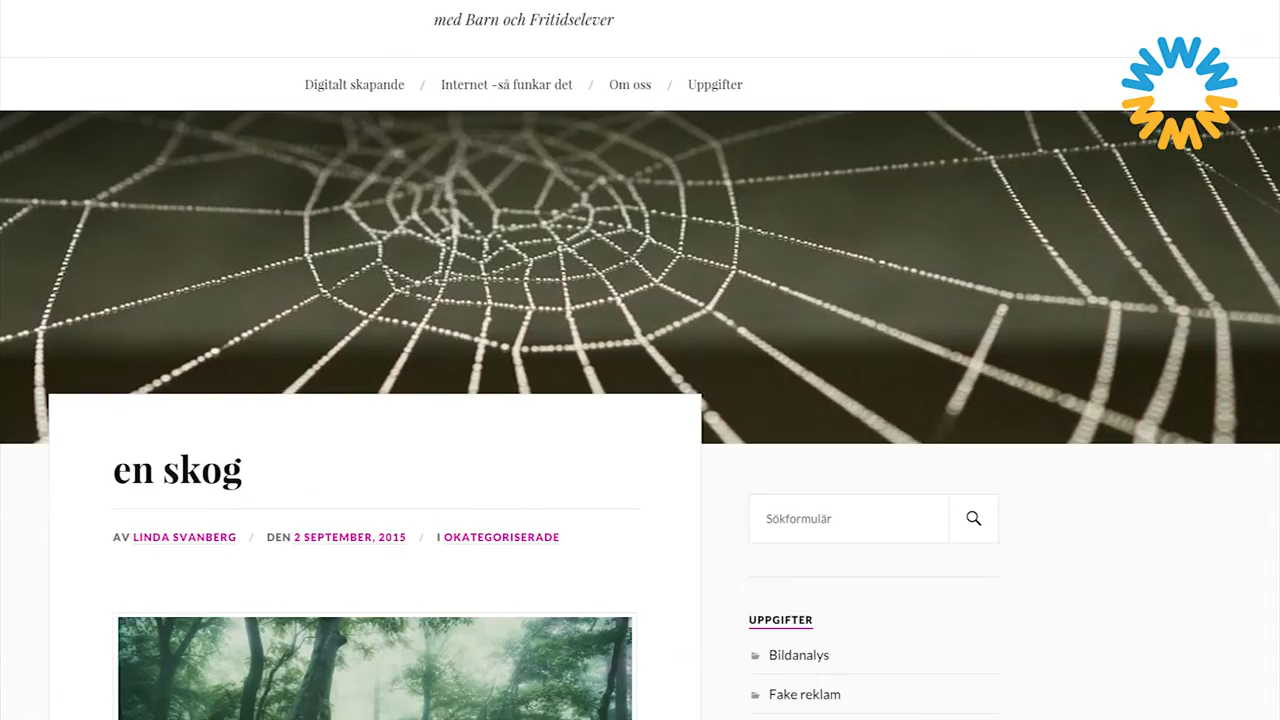 med Barn och Fritidselever
Digitalt skapande / Internet -så funkar det / Om oss / Uppgifter
en skog
AV LINDA SVANBERG / DEN 2 SEPTEMBER, 2015 / I OKATEGORISERADE
Sökformulär
UPPGIFTER
Bildanalys
Fake reklam